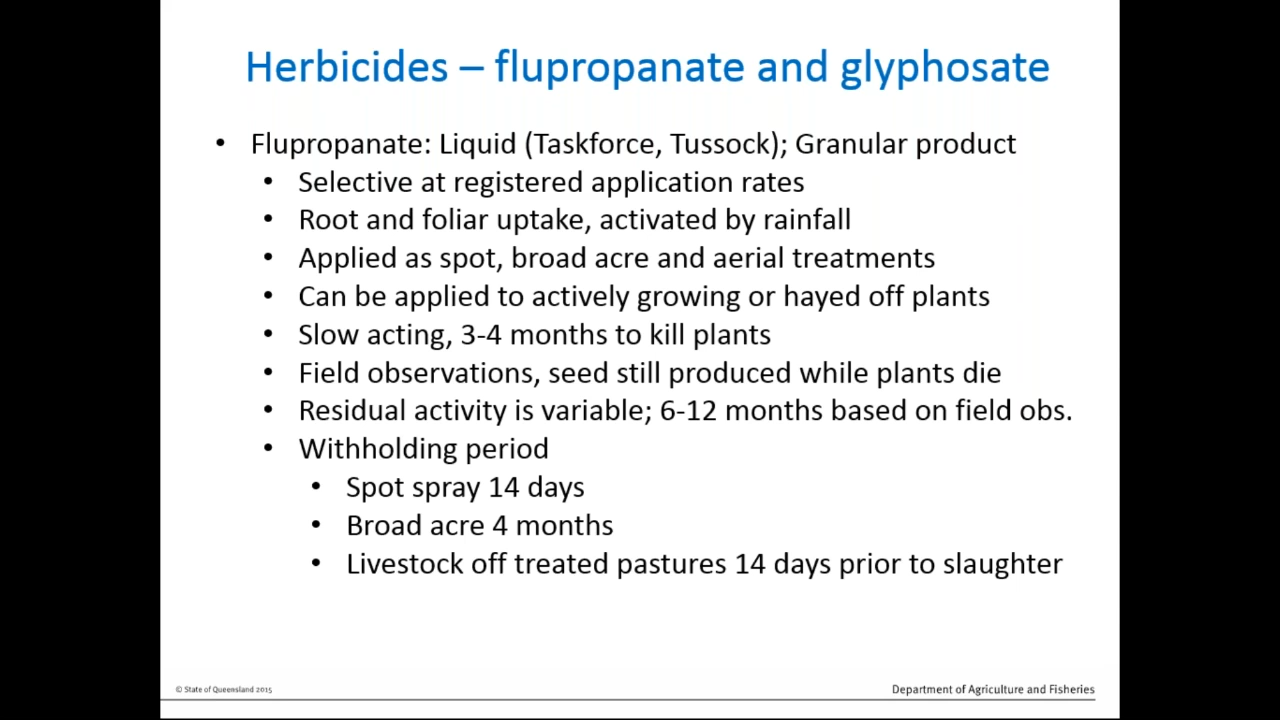 Herbicides – flupropanate and glyphosate
• Flupropanate: Liquid (Taskforce, Tussock); Granular product
• Selective at registered application rates
• Root and foliar uptake, activated by rainfall
• Applied as spot, broad acre and aerial treatments
• Can be applied to actively growing or hayed off plants
• Slow acting, 3-4 months to kill plants
• Field observations, seed still produced while plants die
• Residual activity is variable; 6-12 months based on field obs.
• Withholding period
• Spot spray 14 days
• Broad acre 4 months
• Livestock off treated pastures 14 days prior to slaughter
© State of Queensland 2015
Department of Agriculture and Fisheries